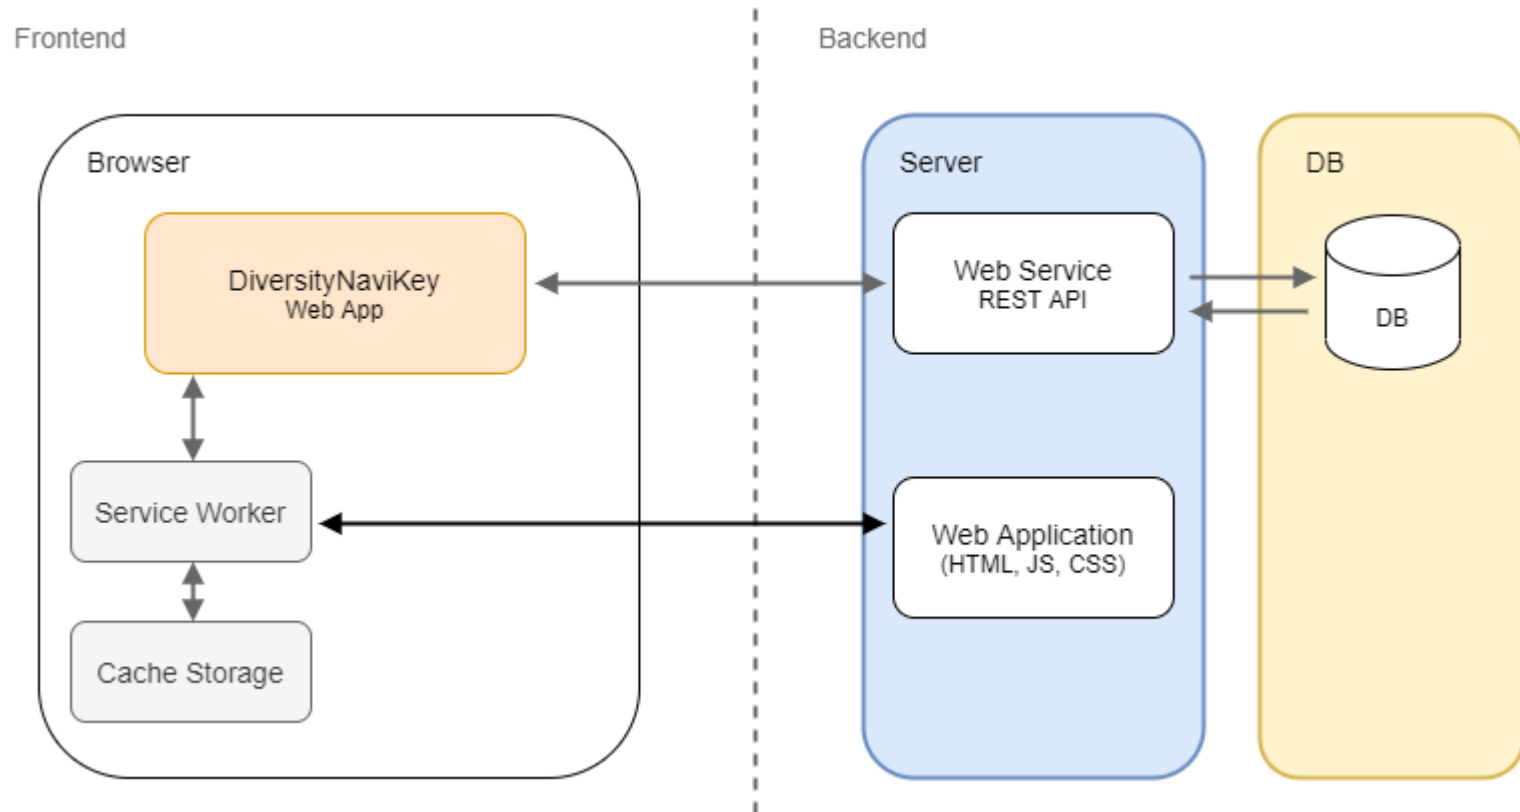 Frontend
Backend
Browser
Server
DB
DiversityNaviKey
Web App
Web Service
REST API
DB
Service Worker
Web Application
(HTML, JS, CSS)
Cache Storage